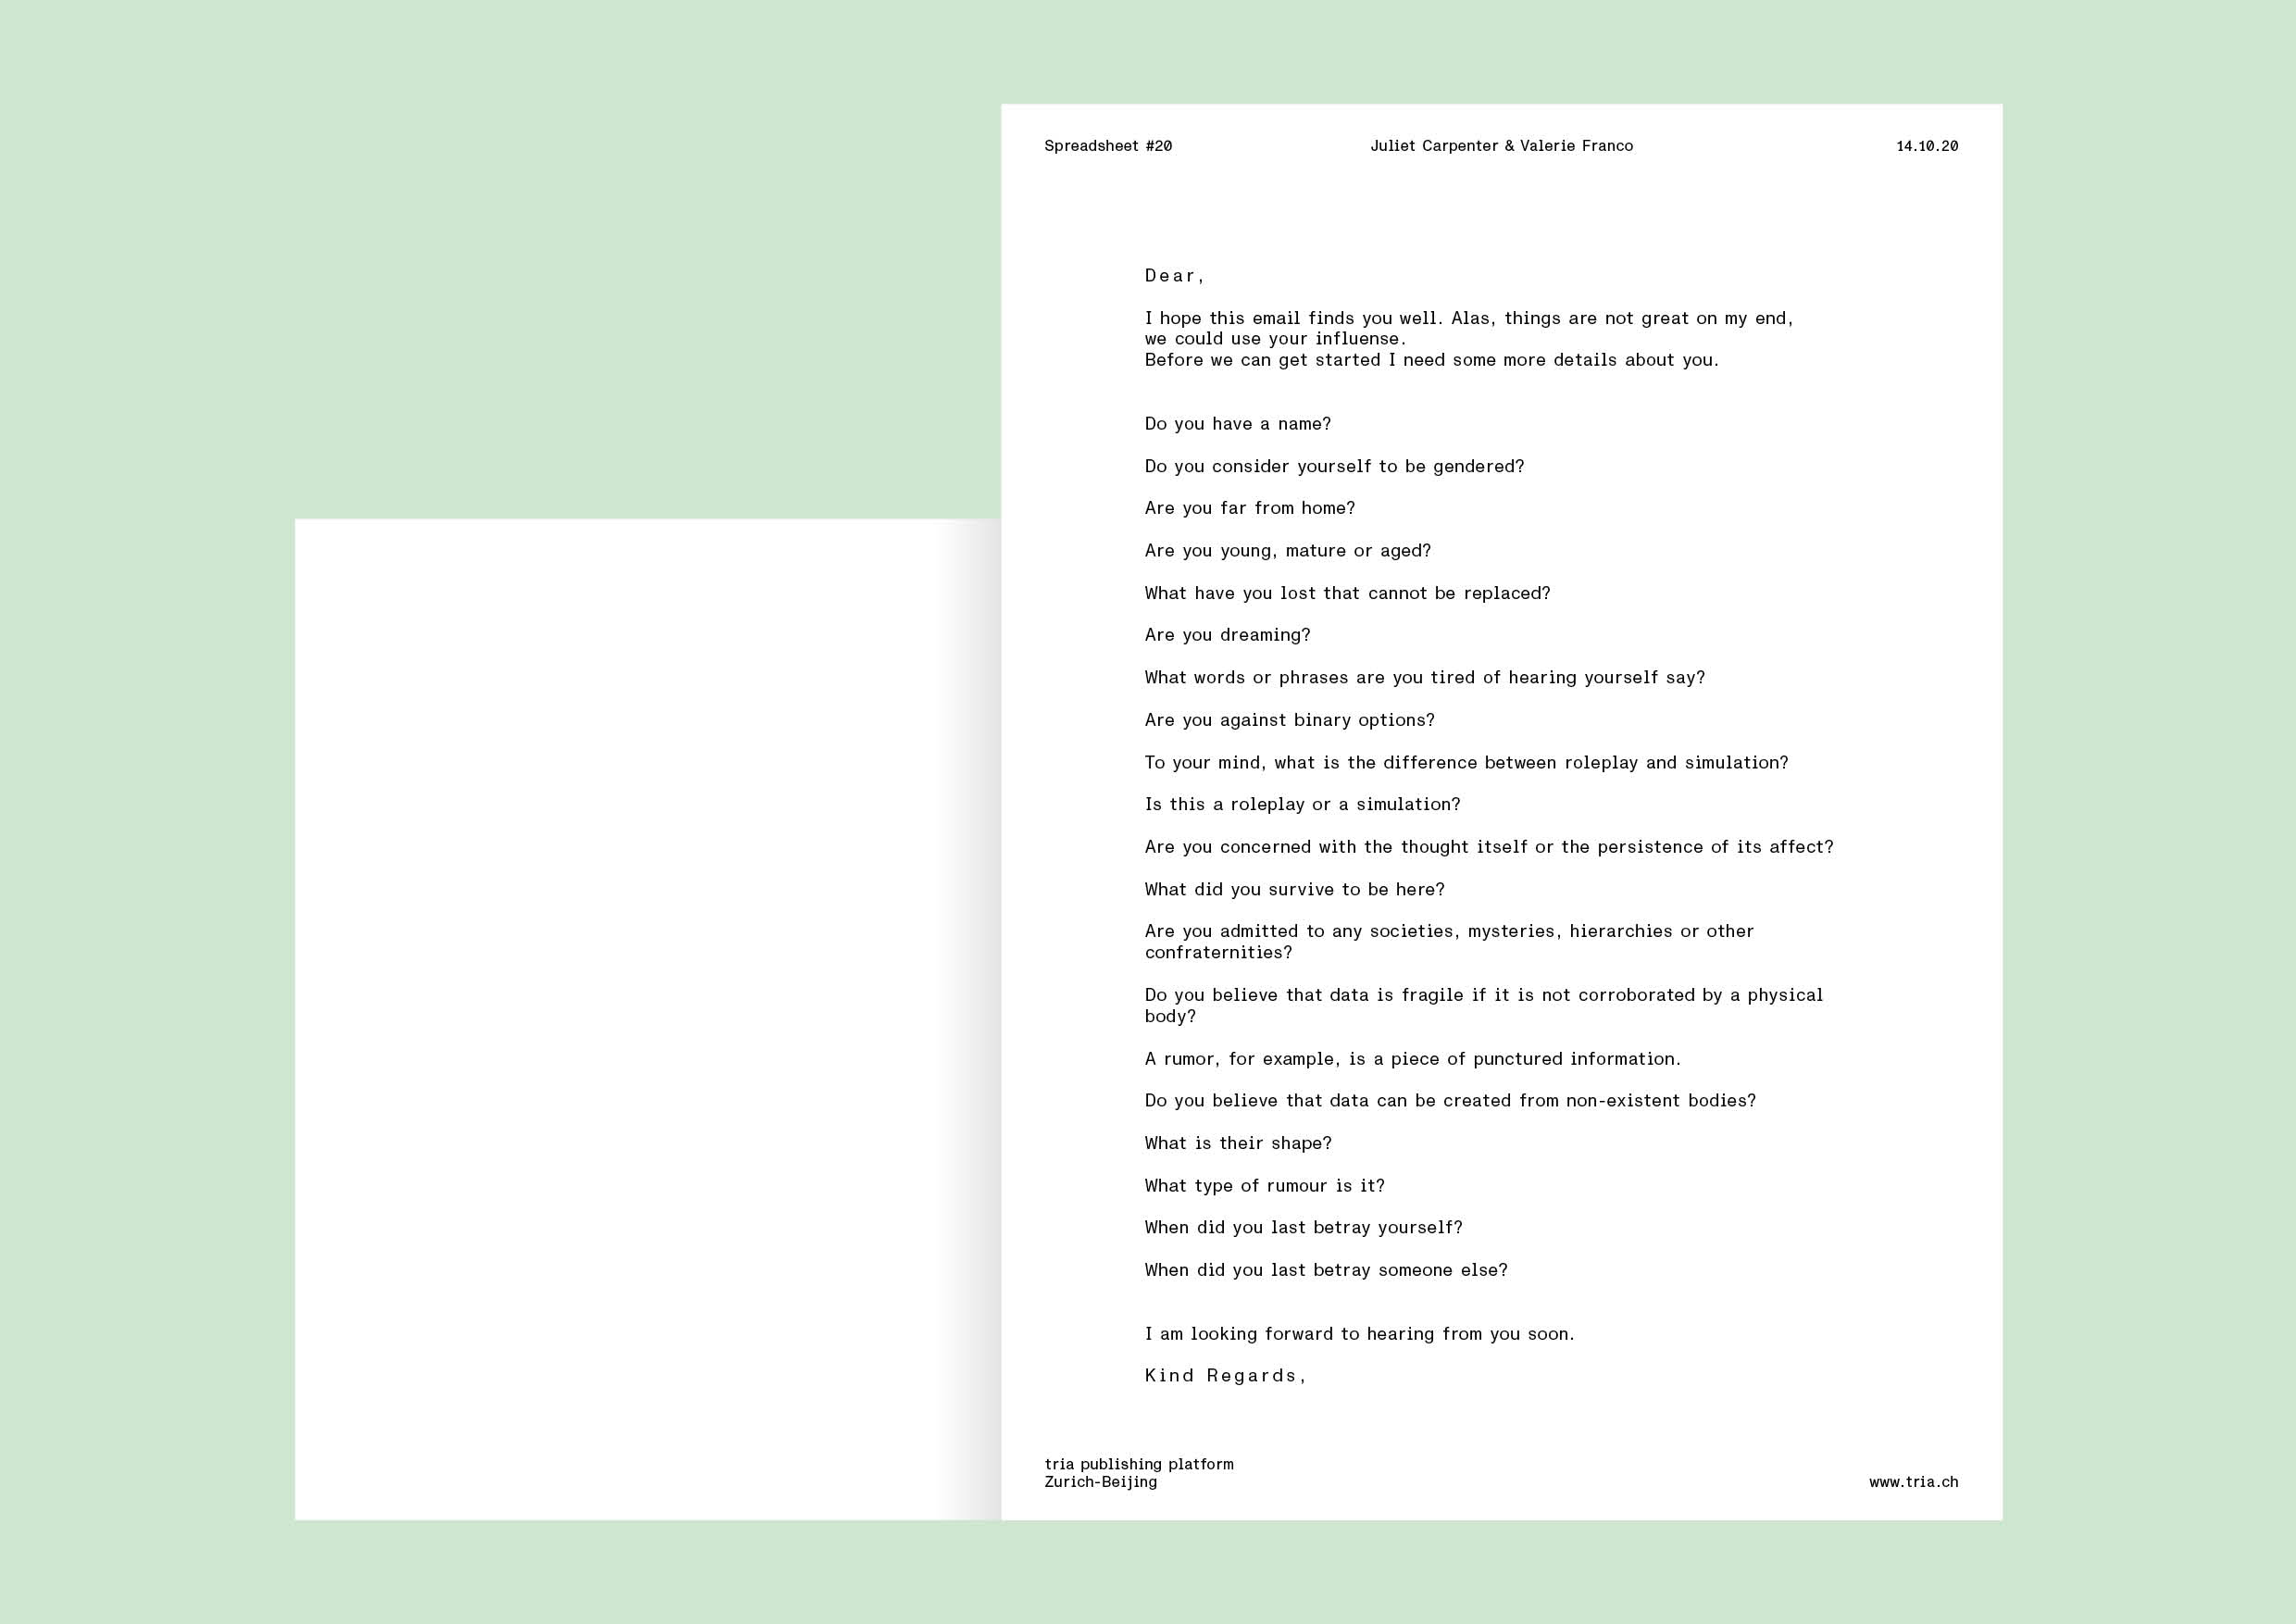 Spreadsheet #20
Juliet Carpenter & Valerie Franco
14.10.20
Dear,
I hope this email finds you well. Alas, things are not great on my end,
we could use your influense.
Before we can get started I need some more details about you.
Do you have a name?
Do you consider yourself to be gendered?
Are you far from home?
Are you young, mature or aged?
What have you lost that cannot be replaced?
Are you dreaming?
What words or phrases are you tired of hearing yourself say?
Are you against binary options?
To your mind, what is the difference between roleplay and simulation?
Is this a roleplay or a simulation?
Are you concerned with the thought itself or the persistence of its affect?
What did you survive to be here?
Are you admitted to any societies, mysteries, hierarchies or other
confraternities?
Do you believe that data is fragile if it is not corroborated by a physical
body?
A rumor, for example, is a piece of punctured information.
Do you believe that data can be created from non-existent bodies?
What is their shape?
What type of rumour is it?
When did you last betray yourself?
When did you last betray someone else?
I am looking forward to hearing from you soon.
Kind Regards,
tria publishing platform
Zurich-Beijing
www.tria.ch